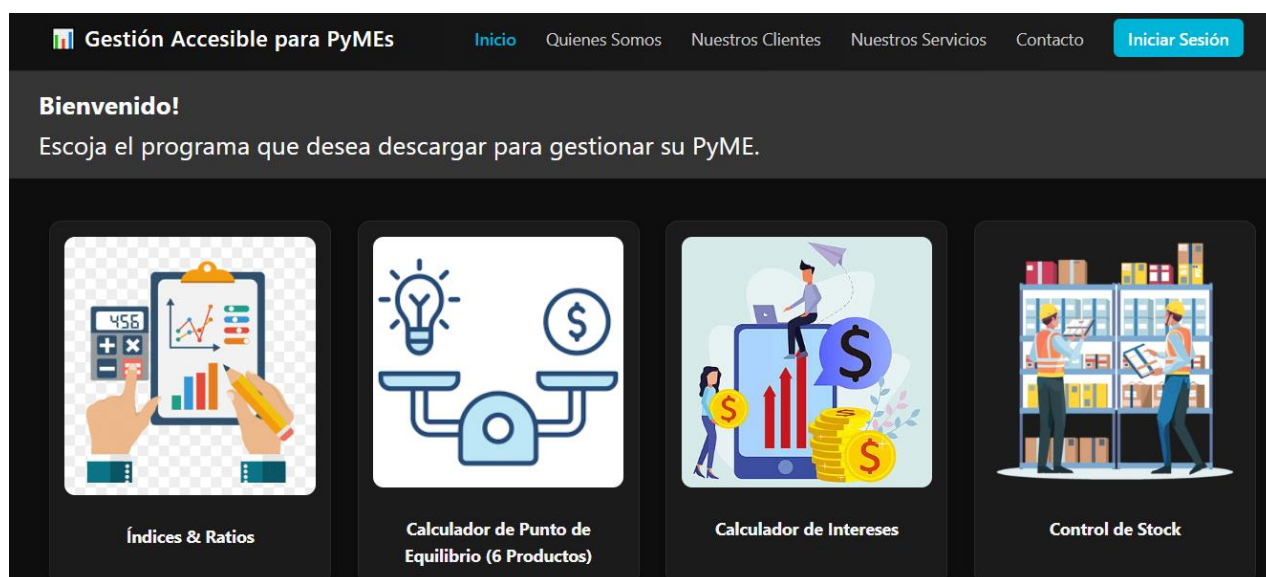 Gestión Accesible para PyMEs
Inicio
Quienes Somos
Nuestros Clientes
Nuestros Servicios
Contacto
Iniciar Sesión
Bienvenido!
Escoja el programa que desea descargar para gestionar su PyME.
456
$
$
$
$
Índices & Ratios
Calculador de Punto de
Equilibrio (6 Productos)
Calculador de Intereses
Control de Stock